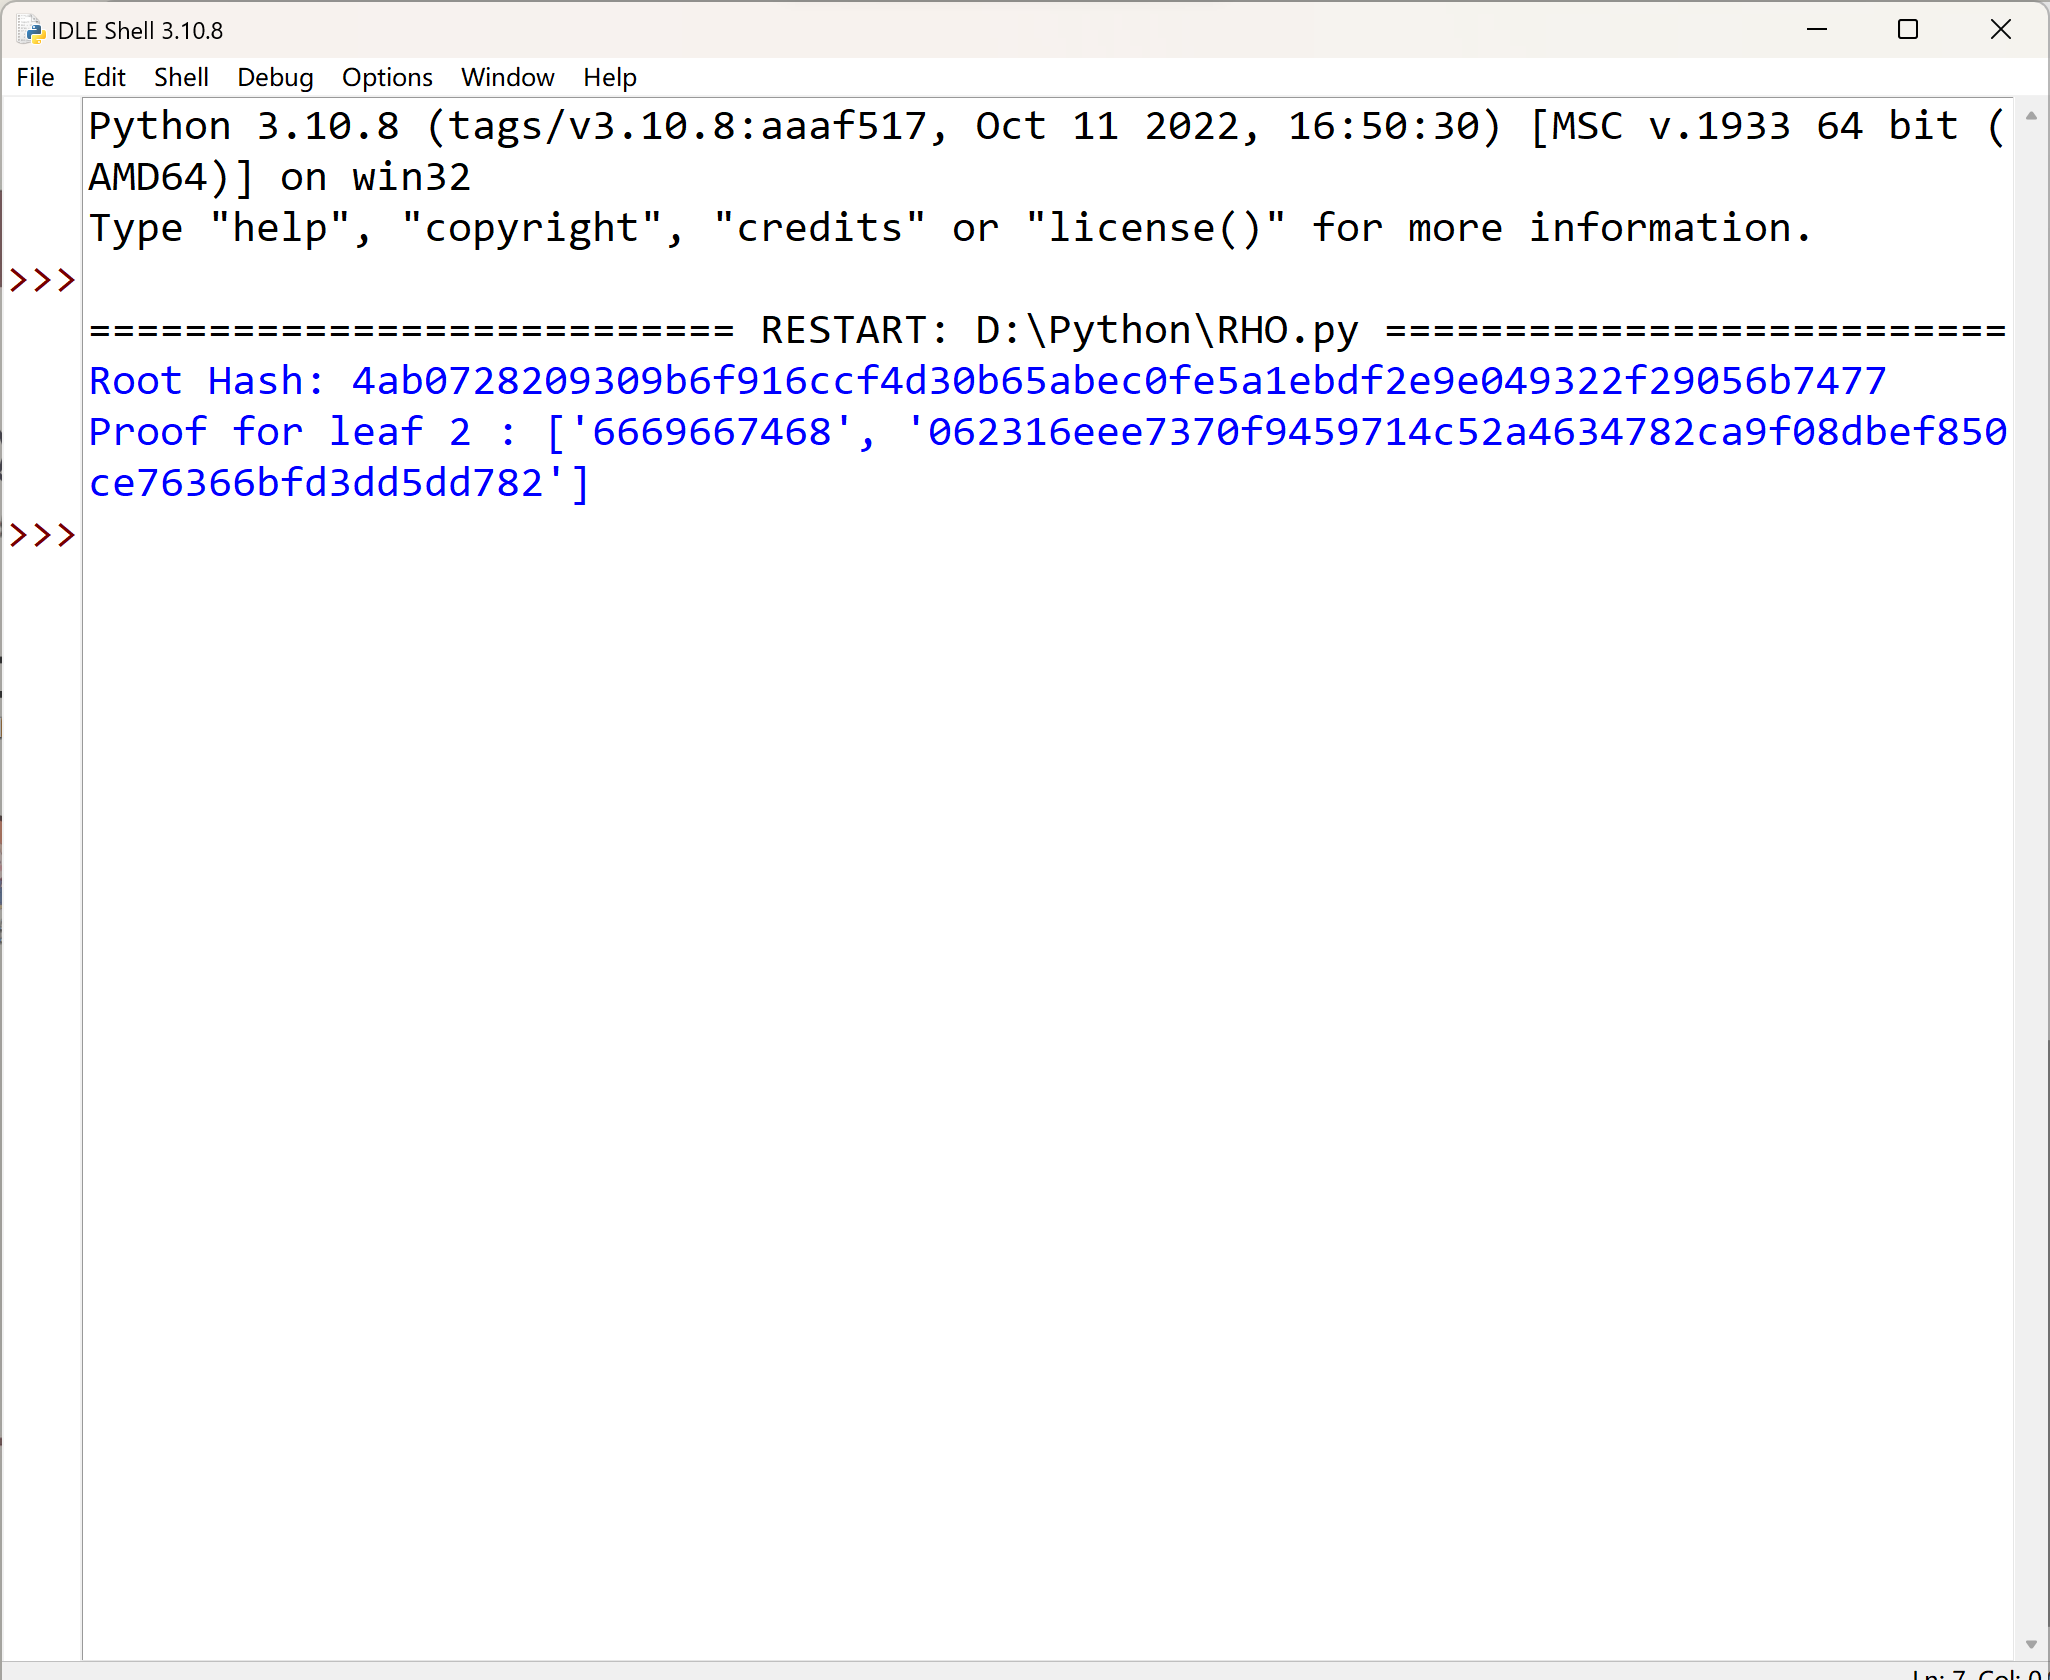 IDLE Shell 3.10.8
File Edit Shell Debug Options Window Help
Python 3.10.8 (tags/v3.10.8:aaaf517, Oct 11 2022, 16:50:30) [MSC v.1933 64 bit (
AMD64)] on win32
Type "help", "copyright", "credits" or "license()" for more information.
>>>
=========================== RESTART: D:\Python\RHO.py ==========================
Root Hash: 4ab0728209309b6f916ccf4d30b65abec0fe5a1ebdf2e9e049322f29056b7477
Proof for leaf 2 : ['6669667468', '062316eee7370f9459714c52a4634782ca9f08dbef850
ce76366bfd3dd5dd782']
>>>
Ln: 7 Col: 0